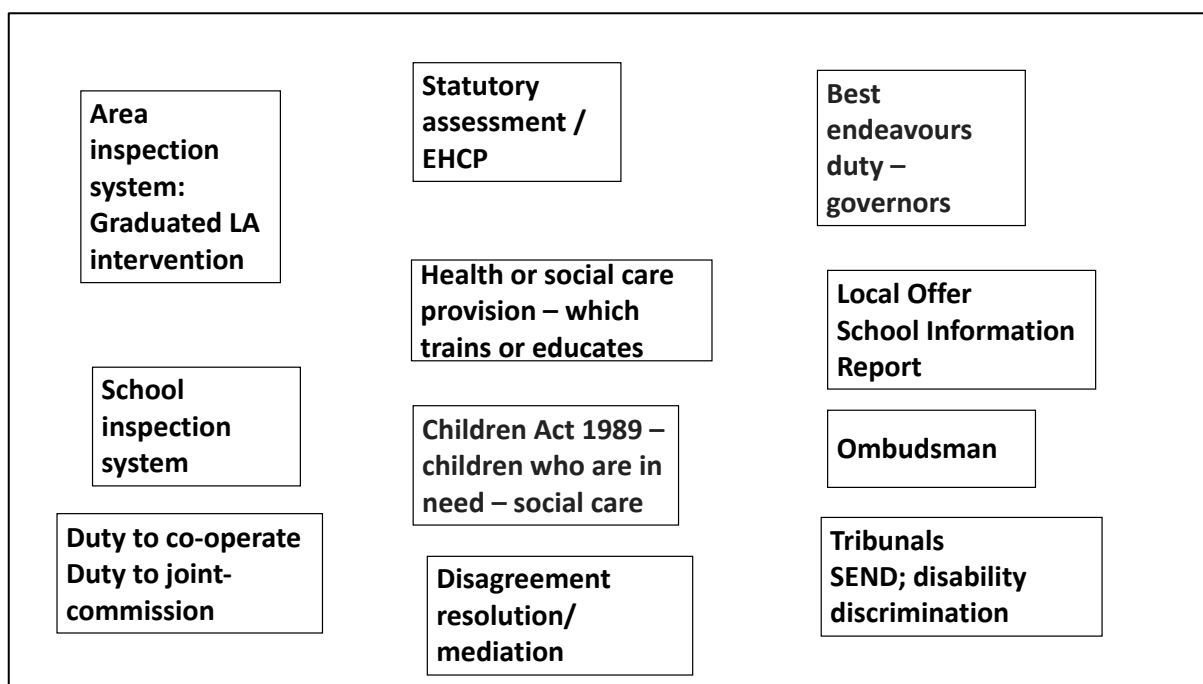 Area
inspection
system:
Graduated LA
intervention
School
inspection
system
Duty to co-operate
Duty to joint-
commission
Statutory
assessment /
EHCP
Health or social care
provision – which
trains or educates
Children Act 1989 –
children who are in
need – social care
Disagreement
resolution/
mediation
Best
endeavours
duty –
governors
Local Offer
School Information
Report
Ombudsman
Tribunals
SEND; disability
discrimination